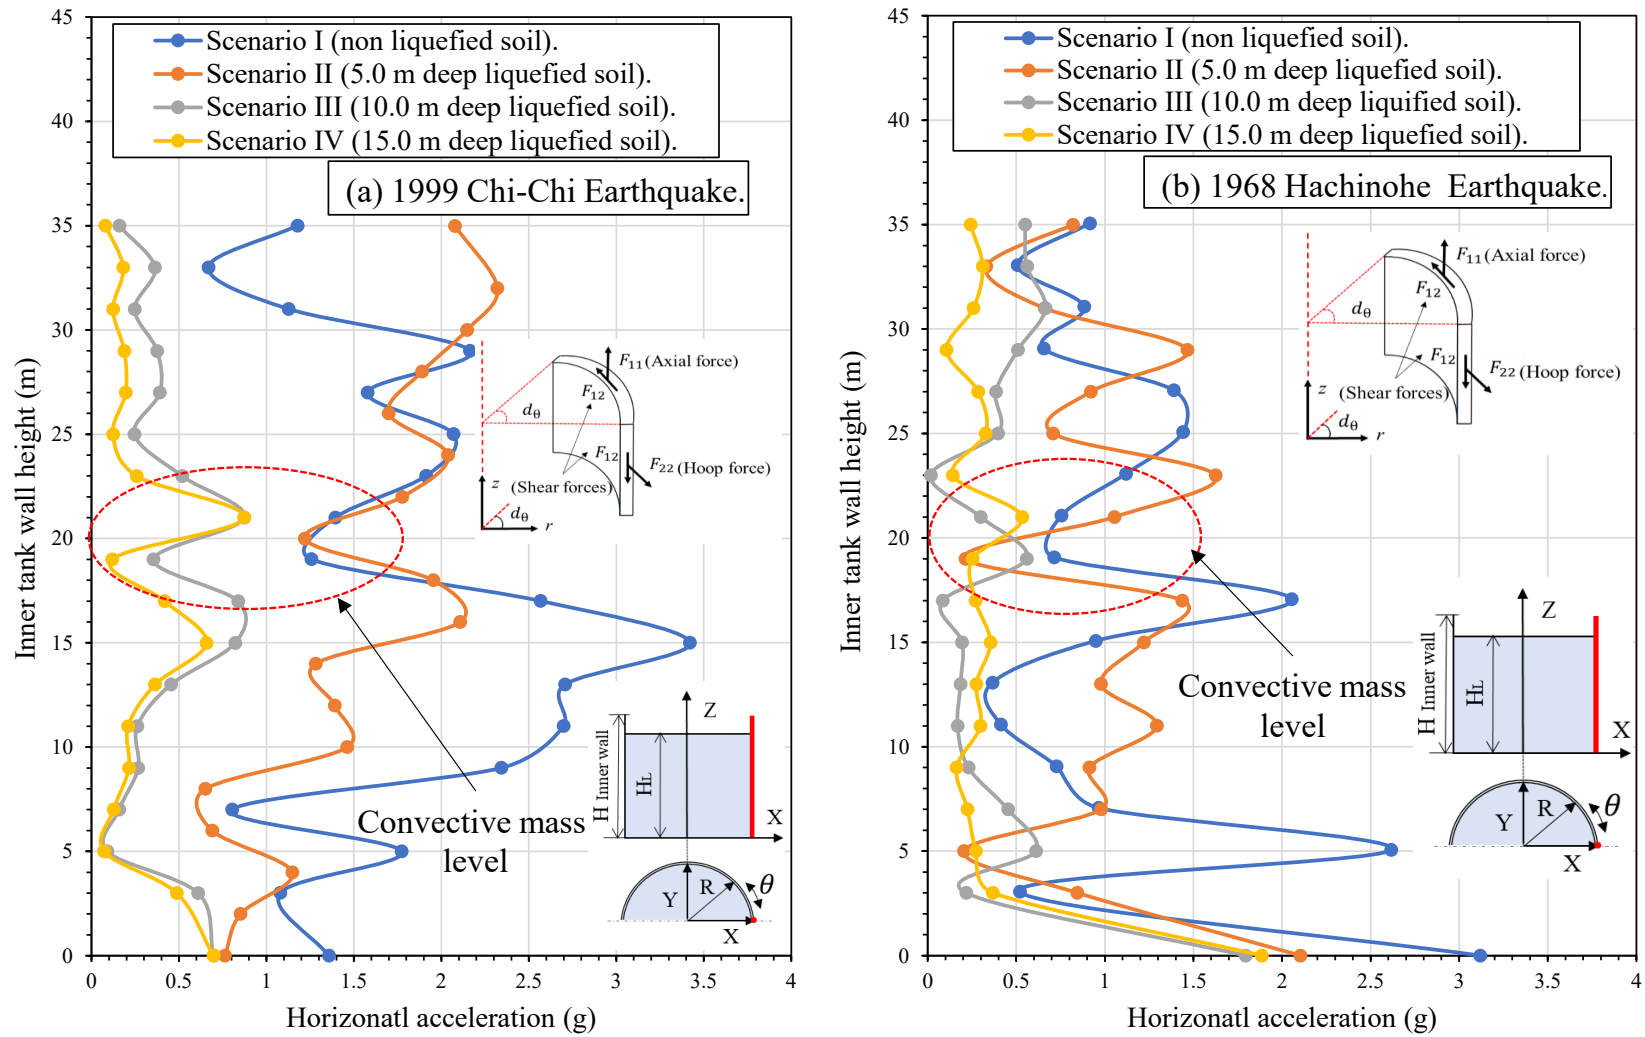 Scenario I (non liquefied soil).
Scenario II (5.0 m deep liquefied soil).
Scenario III (10.0 m deep liquefied soil).
Scenario IV (15.0 m deep liquefied soil).
(a) 1999 Chi-Chi Earthquake.
45
40
35
30
25
20
15
10
5
0
Inner tank wall height (m)
F11 (Axial force)
F12
dθ
F12
F22 (Hoop force)
(Shear forces)
z
dθ
r
Convective mass
level
Z
H Inner wall
HL
X
Y
R
θ
X
0
0.5
1
1.5
2
2.5
3
3.5
4
Horizonatl acceleration (g)
Scenario I (non liquefied soil).
Scenario II (5.0 m deep liquefied soil).
Scenario III (10.0 m deep liquified soil).
Scenario IV (15.0 m deep liquefied soil).
(b) 1968 Hachinohe Earthquake.
45
40
35
30
25
20
15
10
5
0
Inner tank wall height (m)
F11 (Axial force)
F12
dθ
F12
F22 (Hoop force)
(Shear forces)
z
dθ
r
Convective mass
level
Z
H Inner wall
HL
X
Y
R
θ
X
0
0.5
1
1.5
2
2.5
3
3.5
4
Horizonatl acceleration (g)